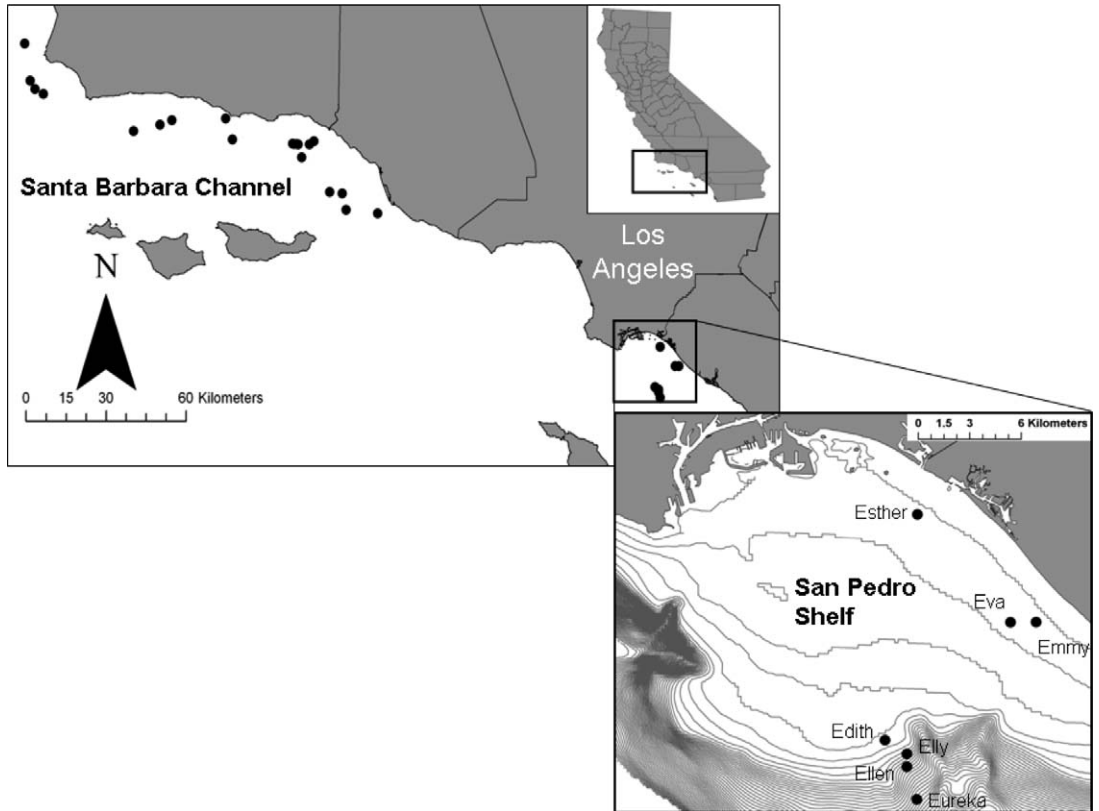 Santa Barbara Channel
N
0 15 30 60 Kilometers
Los
Angeles
0 1.5 3 6 Kilometers
Esther
San Pedro
Shelf
Eva
Emmy
Edith
Elly
Ellen
Eureka